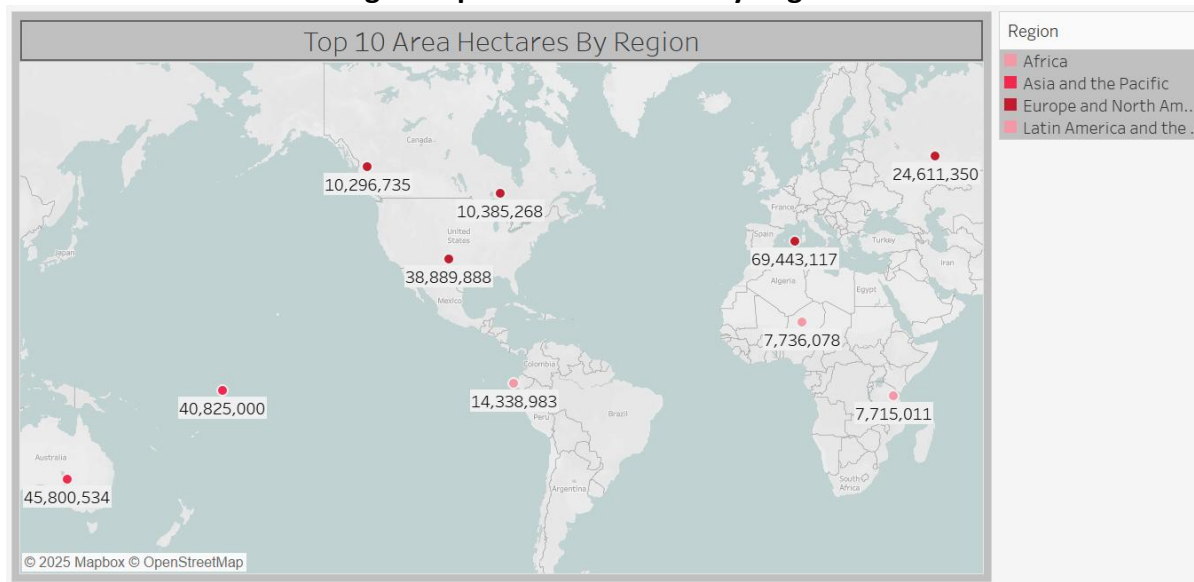 Top 10 Area Hectares By Region
Region
Africa
Asia and the Pacific
Europe and North Am..
Latin America and the .
Canada
10,296,735
10,385,268
24,611,350
United
States
38,889,888
Mexico
France
Spain
Turkey
69,443,117
Iran
Algeria
Egypt
7,736,078
Japan
Colombia
40,825,000
14,338,983
7,715,011
Peru
Brazil
Australia
45,800,534
South
Africa
Argentina
© 2025 Mapbox © OpenStreetMap